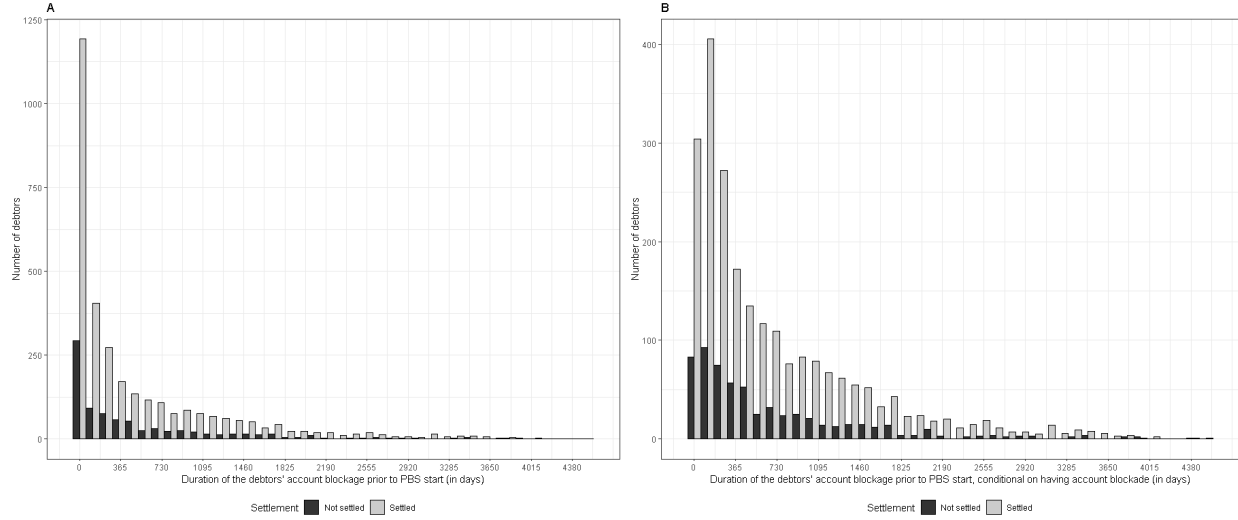 A
Number of debtors
1250
1000
750
500
250
0
0 365 730 1095 1460 1825 2190 2555 2920 3285 3650 4015 4380
Duration of the debtors' account blockage prior to PBS start (in days)
Settlement Not settled Settled
B
Number of debtors
400
300
200
100
0
0 365 730 1095 1460 1825 2190 2555 2920 3285 3650 4015 4380
Duration of the debtors' account blockage prior to PBS start, conditional on having account blockade (in days)
Settlement Not settled Settled